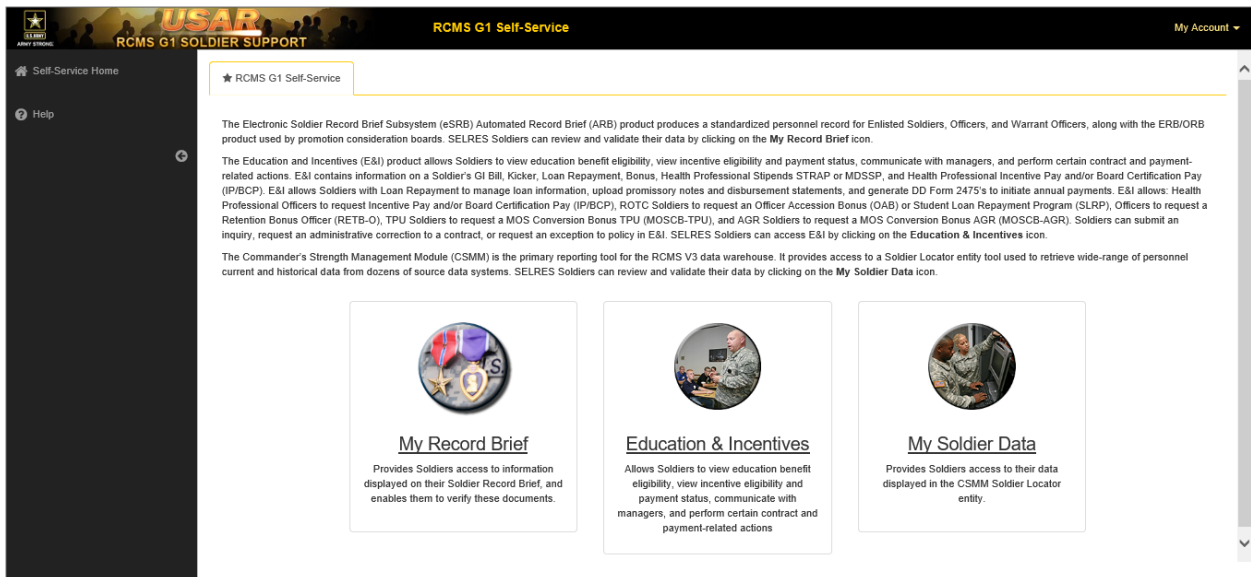 U.S. ARMY
ARMY STRONG
USAR
RCMS G1 SOLDIER SUPPORT
RCMS G1 Self-Service
My Account
Self-Service Home
Help
RCMS G1 Self-Service
The Electronic Soldier Record Brief Subsystem (eSRB) Automated Record Brief (ARB) product produces a standardized personnel record for Enlisted Soldiers, Officers, and Warrant Officers, along with the ERB/ORB
product used by promotion consideration boards. SELRES Soldiers can review and validate their data by clicking on the My Record Brief icon.
The Education and Incentives (E&I) product allows Soldiers to view education benefit eligibility, view incentive eligibility and payment status, communicate with managers, and perform certain contract and payment-
related actions. E&I contains information on a Soldier's GI Bill, Kicker, Loan Repayment, Bonus, Health Professional Stipends STRAP or MDSSP, and Health Professional Incentive Pay and/or Board Certification Pay
(IP/BCP). E&I allows Soldiers with Loan Repayment to manage loan information, upload promissory notes and disbursement statements, and generate DD Form 2475's to initiate annual payments. E&I allows: Health
Professional Officers to request Incentive Pay and/or Board Certification Pay (IP/BCP), ROTC Soldiers to request an Officer Accession Bonus (OAB) or Student Loan Repayment Program (SLRP), Officers to request a
Retention Bonus Officer (RETB-O), TPU Soldiers to request a MOS Conversion Bonus TPU (MOSCB-TPU), and AGR Soldiers to request a MOS Conversion Bonus AGR (MOSCB-AGR). Soldiers can submit an
inquiry, request an administrative correction to a contract, or request an exception to policy in E&I. SELRES Soldiers can access E&I by clicking on the Education & Incentives icon.
The Commander's Strength Management Module (CSMM) is the primary reporting tool for the RCMS V3 data warehouse. It provides access to a Soldier Locator entity tool used to retrieve wide-range of personnel
current and historical data from dozens of source data systems. SELRES Soldiers can review and validate their data by clicking on the My Soldier Data icon.
My Record Brief
Provides Soldiers access to information
displayed on their Soldier Record Brief, and
enables them to verify these documents.
Education & Incentives
Allows Soldiers to view education benefit
eligibility, view incentive eligibility and
payment status, communicate with
managers, and perform certain contract and
payment-related actions
My Soldier Data
Provides Soldiers access to their data
displayed in the CSMM Soldier Locator
entity.